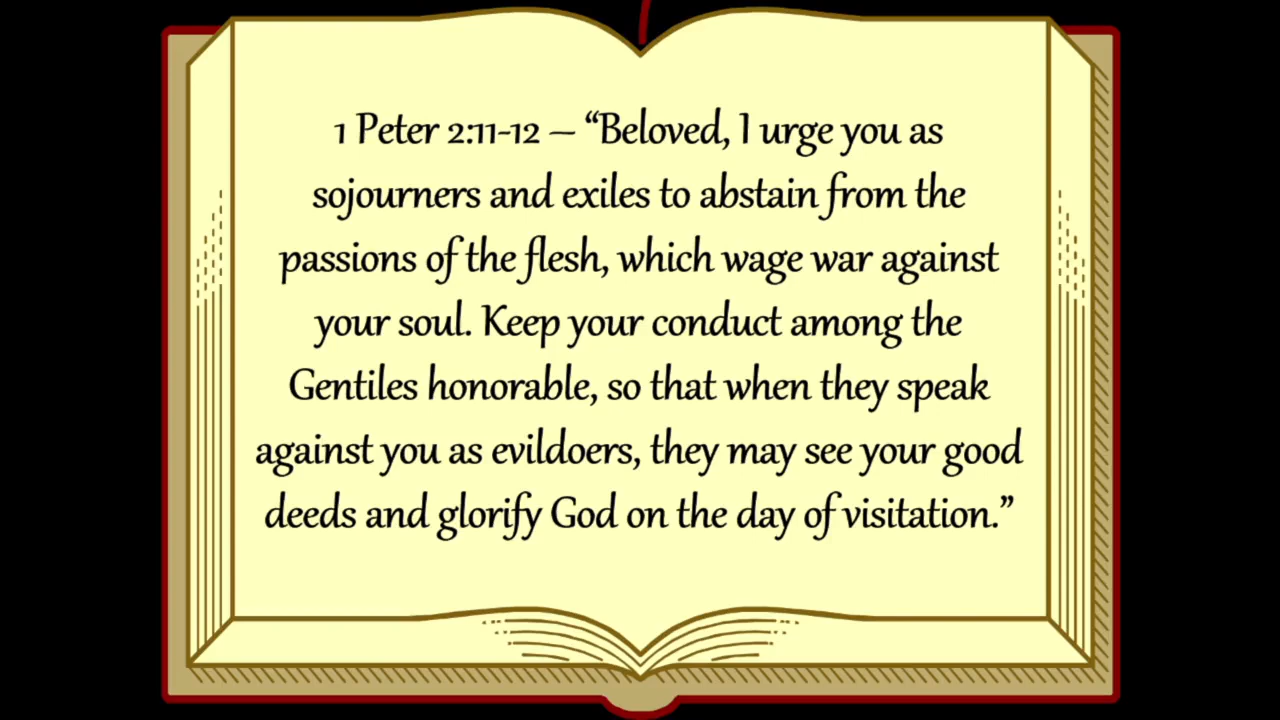 1 Peter 2:11-12 – “Beloved, I urge you as
sojourners and exiles to abstain from the
passions of the flesh, which wage war against
your soul. Keep your conduct among the
Gentiles honorable, so that when they speak
against you as evildoers, they may see your good
deeds and glorify God on the day of visitation.”